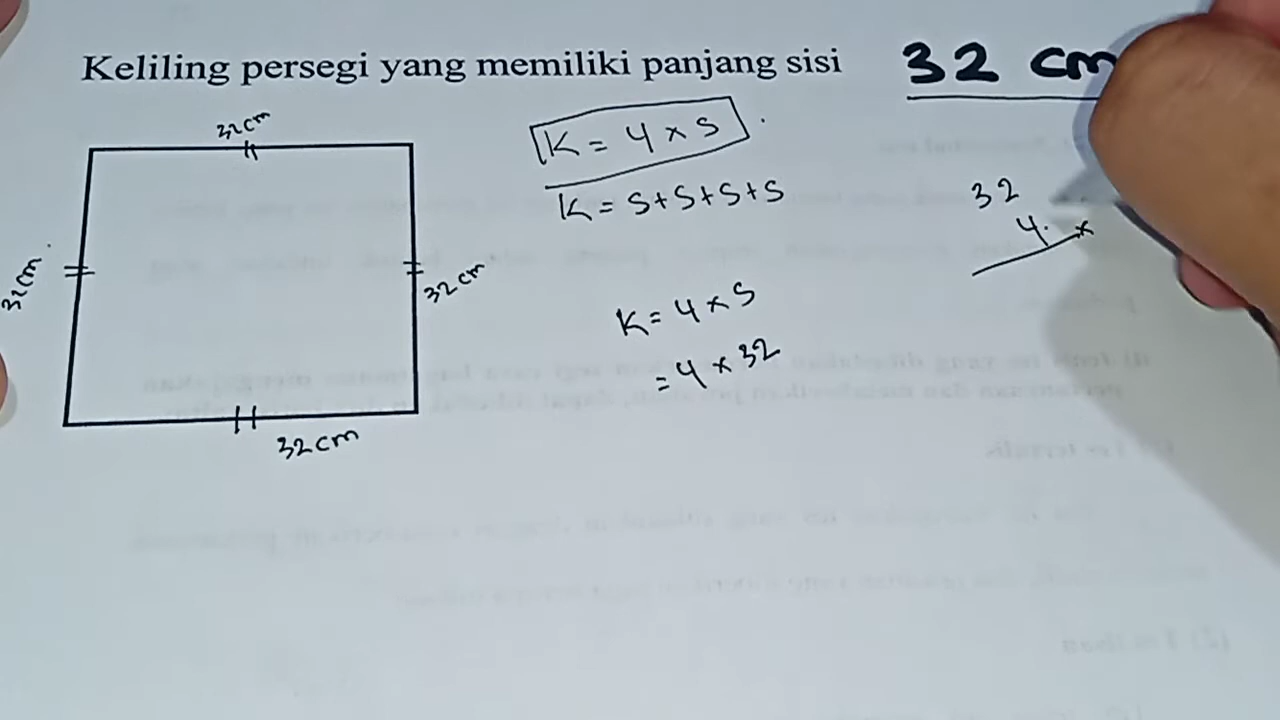 Keliling persegi yang memiliki panjang sisi 32 cm
32cm
K = 4 × S
K = S+S+S+S
32
4 ×
32cm
32cm
K = 4 × S
= 4 × 32
32cm